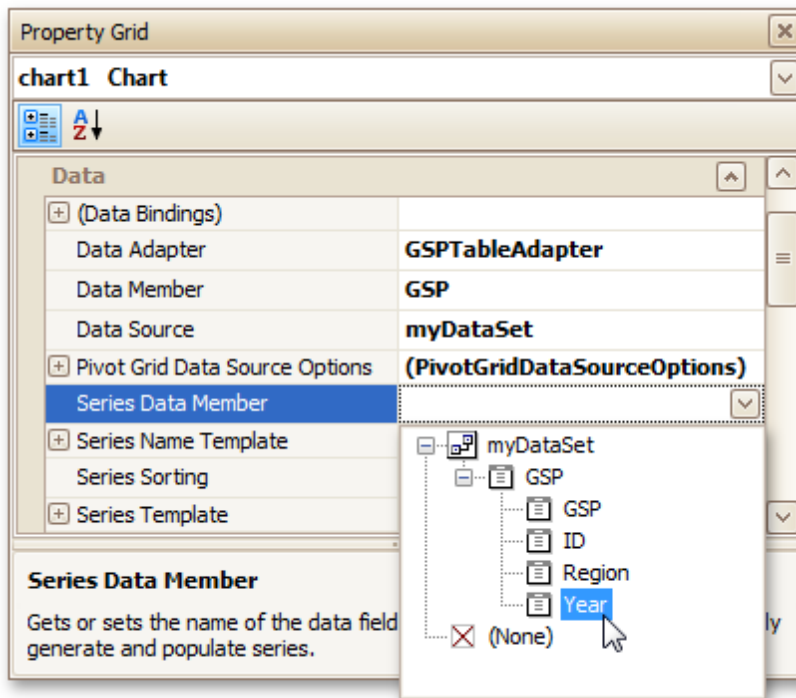 Property Grid
chart1 Chart
A
Z
Data
(Data Bindings)
Data Adapter GSPTableAdapter
Data Member GSP
Data Source myDataSet
Pivot Grid Data Source Options (PivotGridDataSourceOptions)
Series Data Member
Series Name Template
Series Sorting
Series Template
myDataSet
GSP
GSP
ID
Region
Year
(None)
Series Data Member
Gets or sets the name of the data field ly
generate and populate series.